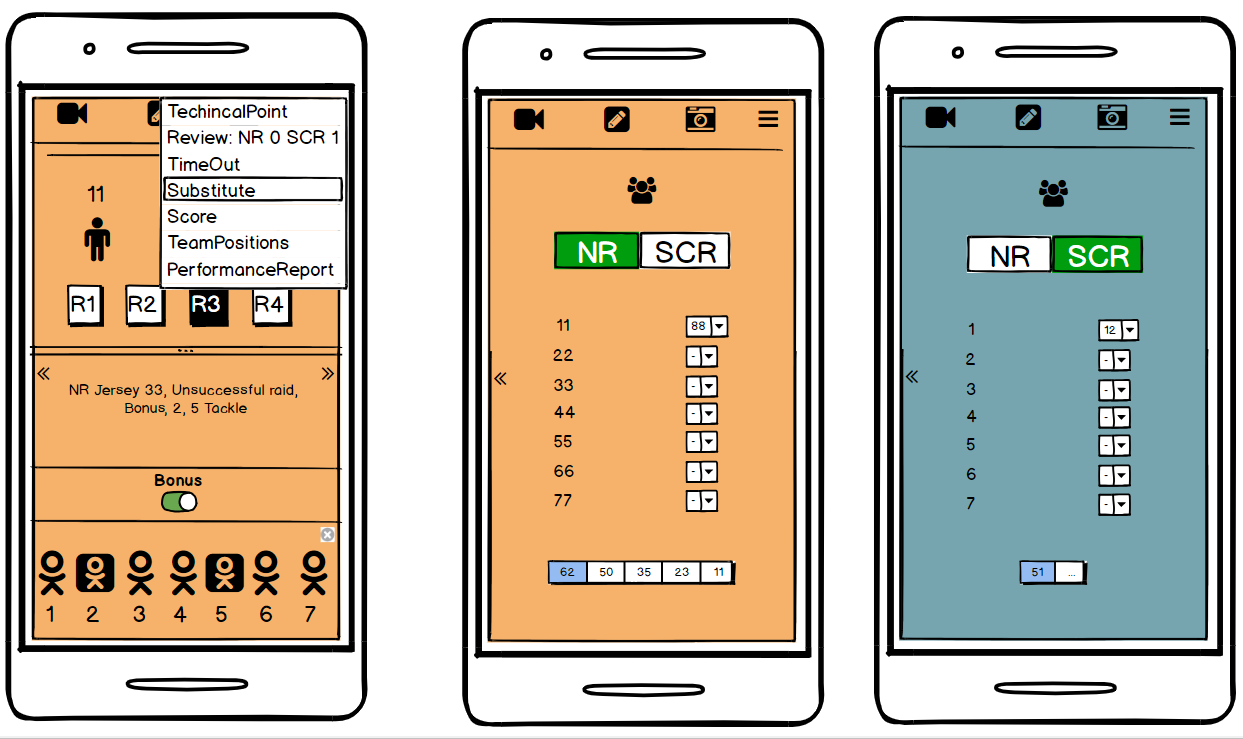 TechincalPoint
Review: NR 0 SCR 1
TimeOut
Substitute
Score
TeamPositions
PerformanceReport
11
R1 R2 R3 R4
NR Jersey 33, Unsuccessful raid,
Bonus, 2, 5 Tackle
Bonus
1 2 3 4 5 6 7
NR SCR
11 88
22 -
33 -
44 -
55 -
66 -
77 -
62 50 35 23 11
NR SCR
1 12
2 -
3 -
4 -
5 -
6 -
7 -
51 ...